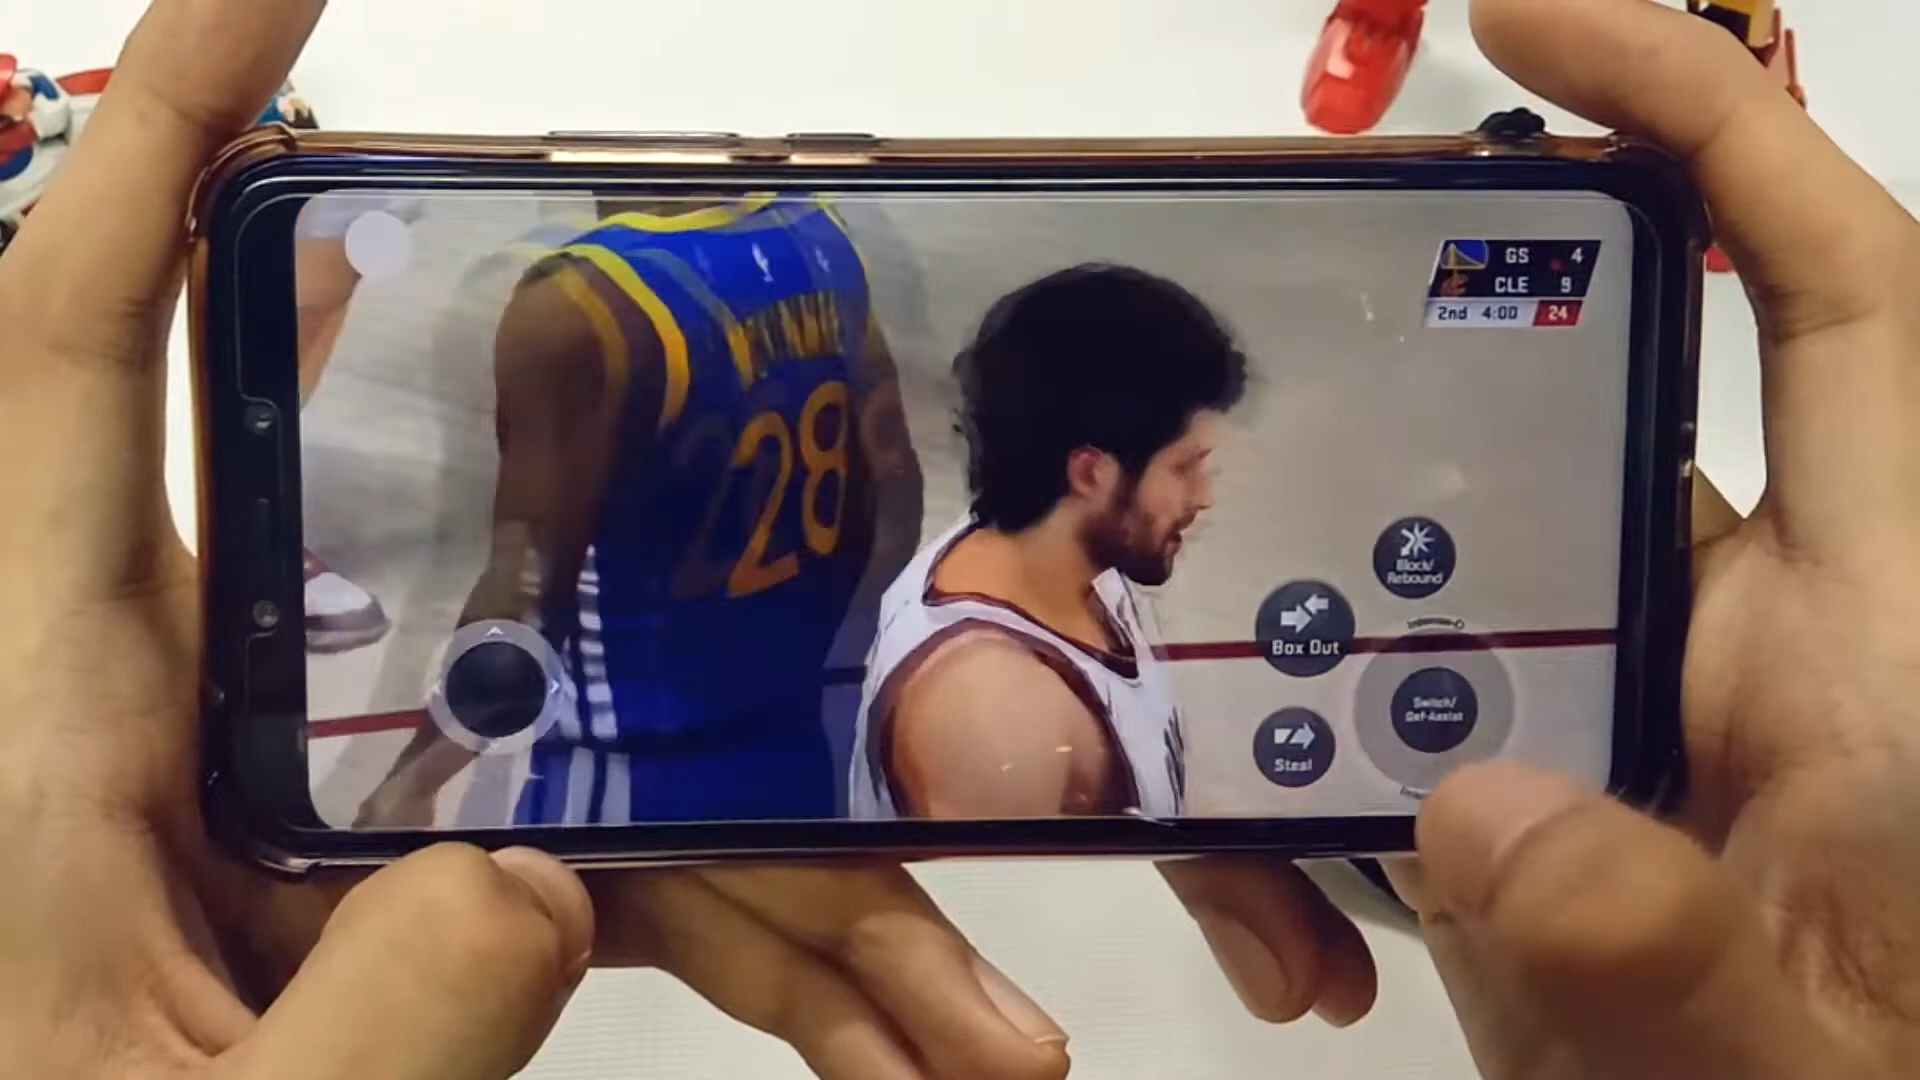 GS 4
CLE 9
2nd 4:00 24
28
Block/
Rebound
Box Out
Switch/
Def-Assist
Steal